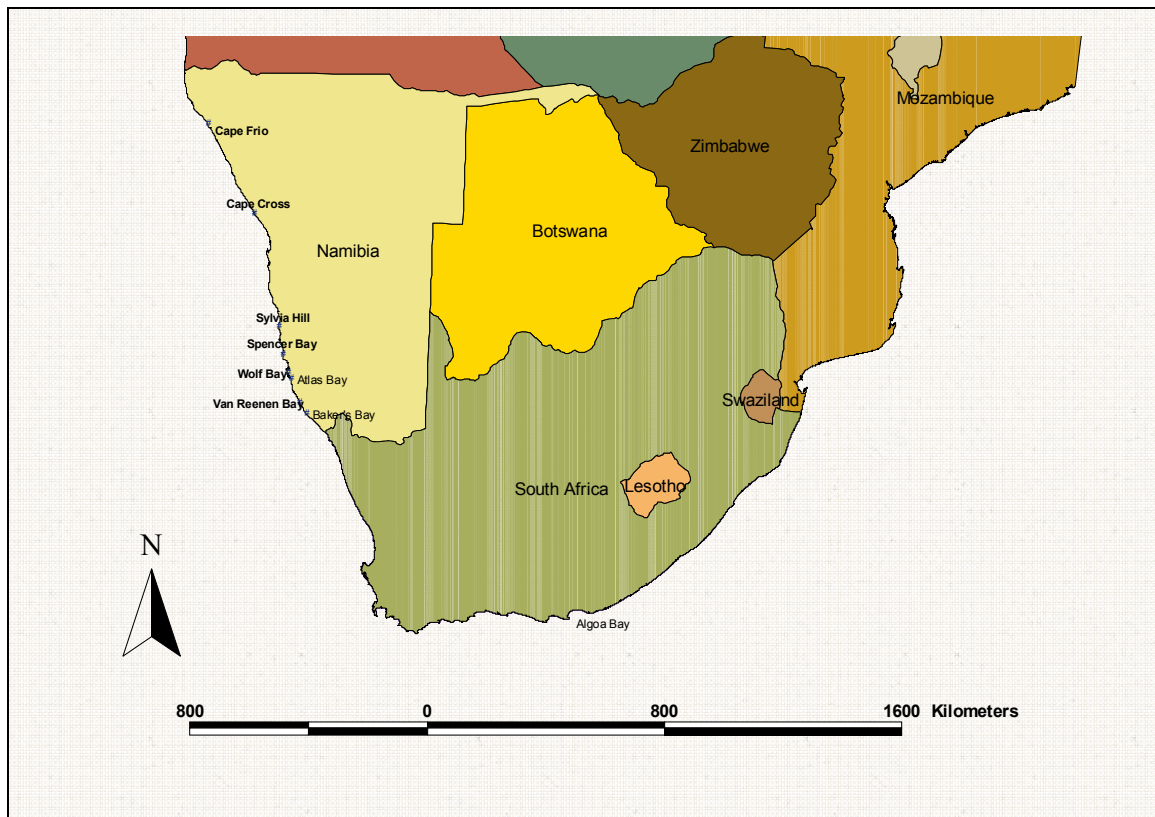 Mozambique
Cape Frio
Zimbabwe
Cape Cross
Botswana
Namibia
Sylvia Hill
Spencer Bay
Wolf Bay
Atlas Bay
Swaziland
Van Reenen Bay
Baker's Bay
Lesotho
South Africa
N
Algoa Bay
800 0 800 1600 Kilometers